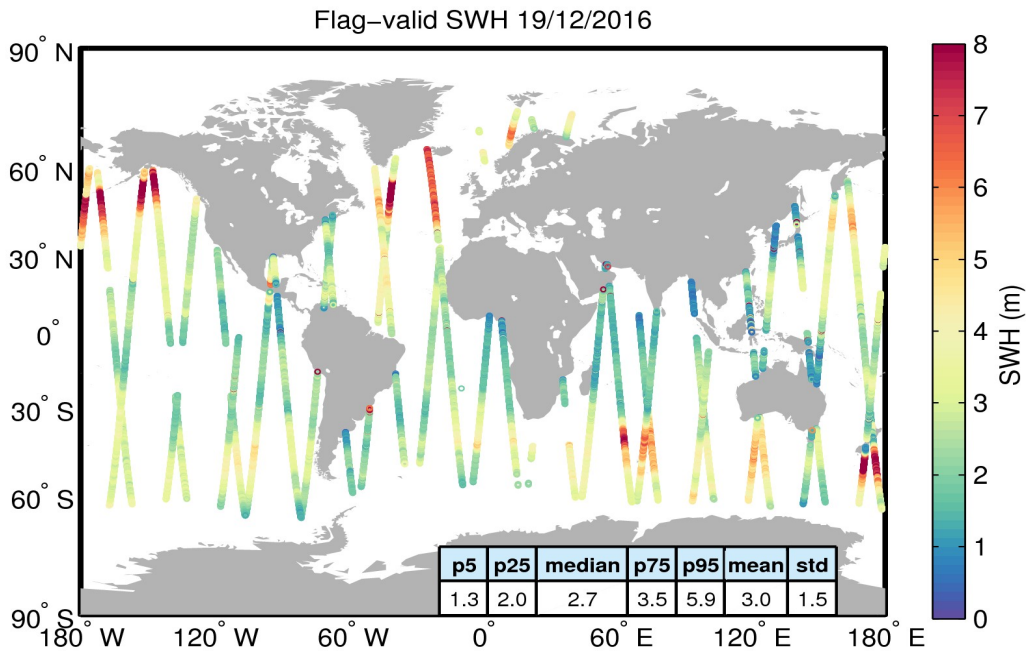 Flag−valid SWH 19/12/2016
90° N
60° N
30° N
0°
30° S
60° S
90° S
180° W
120° W
60° W
0°
60° E
120° E
180° E
p5 p25 median p75 p95 mean std
1.3 2.0 2.7 3.5 5.9 3.0 1.5
8
7
6
5
4
3
2
1
0
SWH (m)